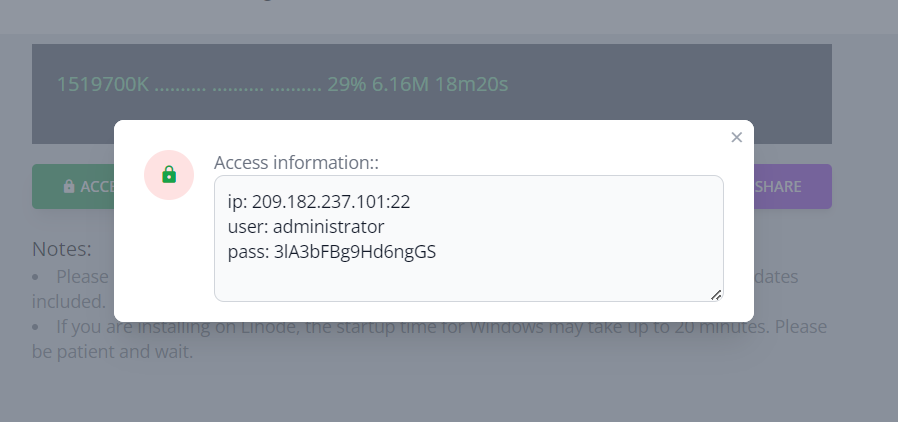 1519700K .......... .......... .......... 29% 6.16M 18m20s
Access information::
ip: 209.182.237.101:22
user: administrator
pass: 3lA3bFBg9Hd6ngGS
ACCE
SHARE
Notes:
• Please
dates
included.
• If you are installing on Linode, the startup time for Windows may take up to 20 minutes. Please
be patient and wait.